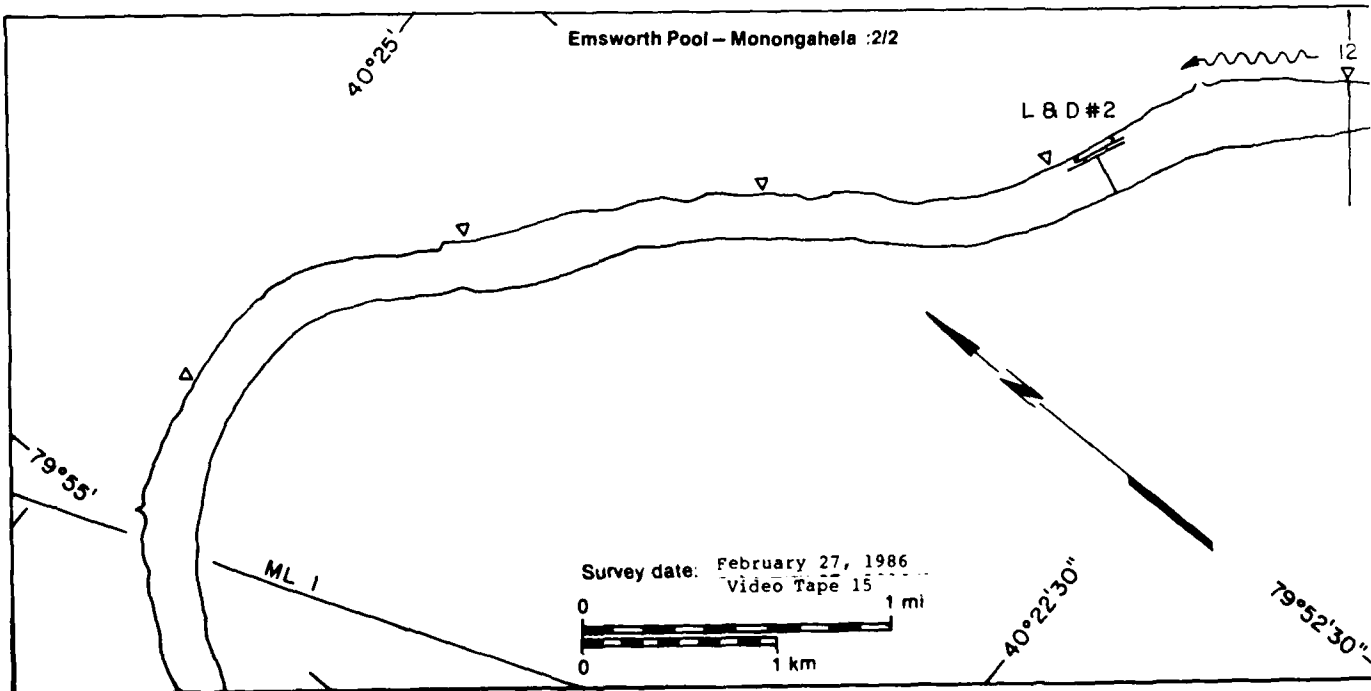 Emsworth Pool – Monongahela :2/2
40°25'
12
L & D #2
79°55'
ML 1
Survey date: February 27, 1986
Video Tape 15
0 1 mi
0 1 km
40°22'30"
79°52'30"